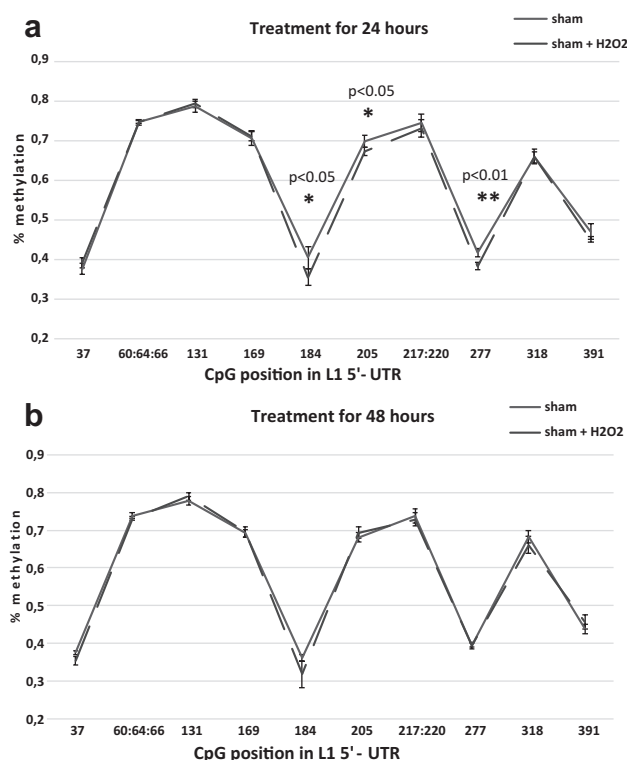 a
Treatment for 24 hours
sham
sham + H2O2
0,9
0,8
0,7
0,6
0,5
0,4
0,3
0,2
% methylation
p<0.05
*
p<0.05
*
p<0.01
**
37 60:64:66 131 169 184 205 217:220 277 318 391
CpG position in L1 5'- UTR
b
Treatment for 48 hours
sham
sham + H2O2
0,9
0,8
0,7
0,6
0,5
0,4
0,3
0,2
% methylation
37 60:64:66 131 169 184 205 217:220 277 318 391
CpG position in L1 5'- UTR